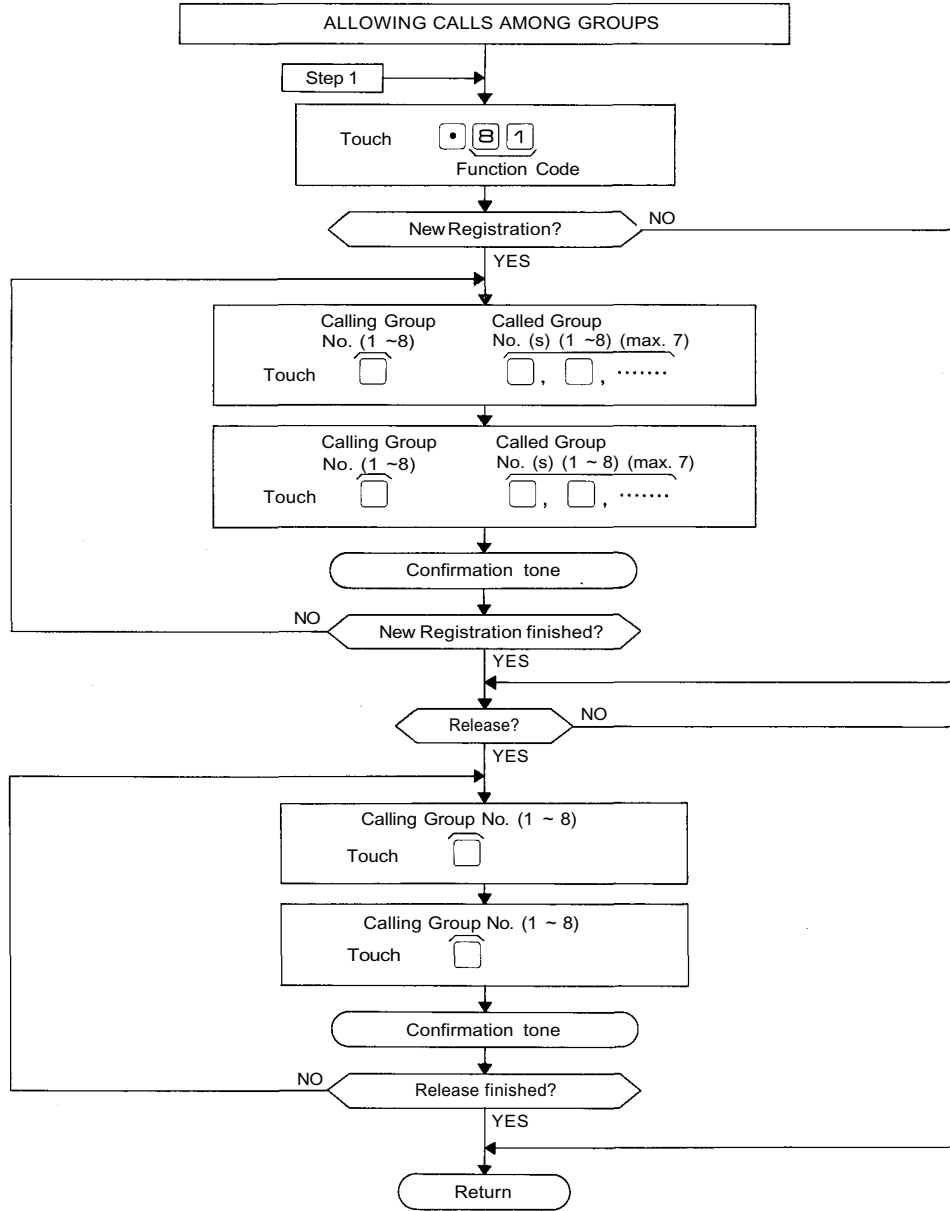 ALLOWING CALLS AMONG GROUPS
Step 1
Touch • 8 1
Function Code
New Registration?
NO
YES
Calling Group Called Group
No. (1 ~8) No. (s) (1 ~8) (max. 7)
Touch , , ·······
Calling Group Called Group
No. (1 ~8) No. (s) (1 ~ 8) (max. 7)
Touch , , ·······
Confirmation tone
NO
New Registration finished?
YES
Release?
NO
YES
Calling Group No. (1 ~ 8)
Touch
Calling Group No. (1 ~ 8)
Touch
Confirmation tone
NO
Release finished?
YES
Return